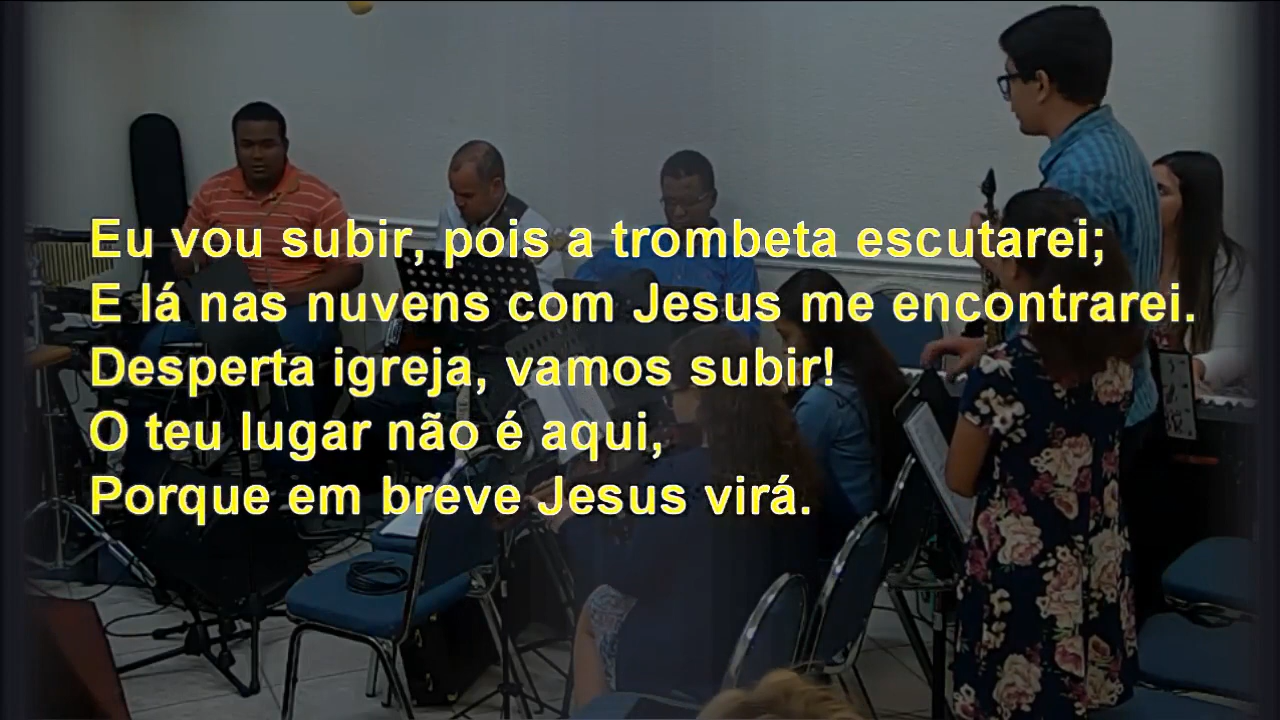 Eu vou subir, pois a trombeta escutarei;
E lá nas nuvens com Jesus me encontrarei.
Desperta igreja, vamos subir!
O teu lugar não é aqui,
Porque em breve Jesus virá.